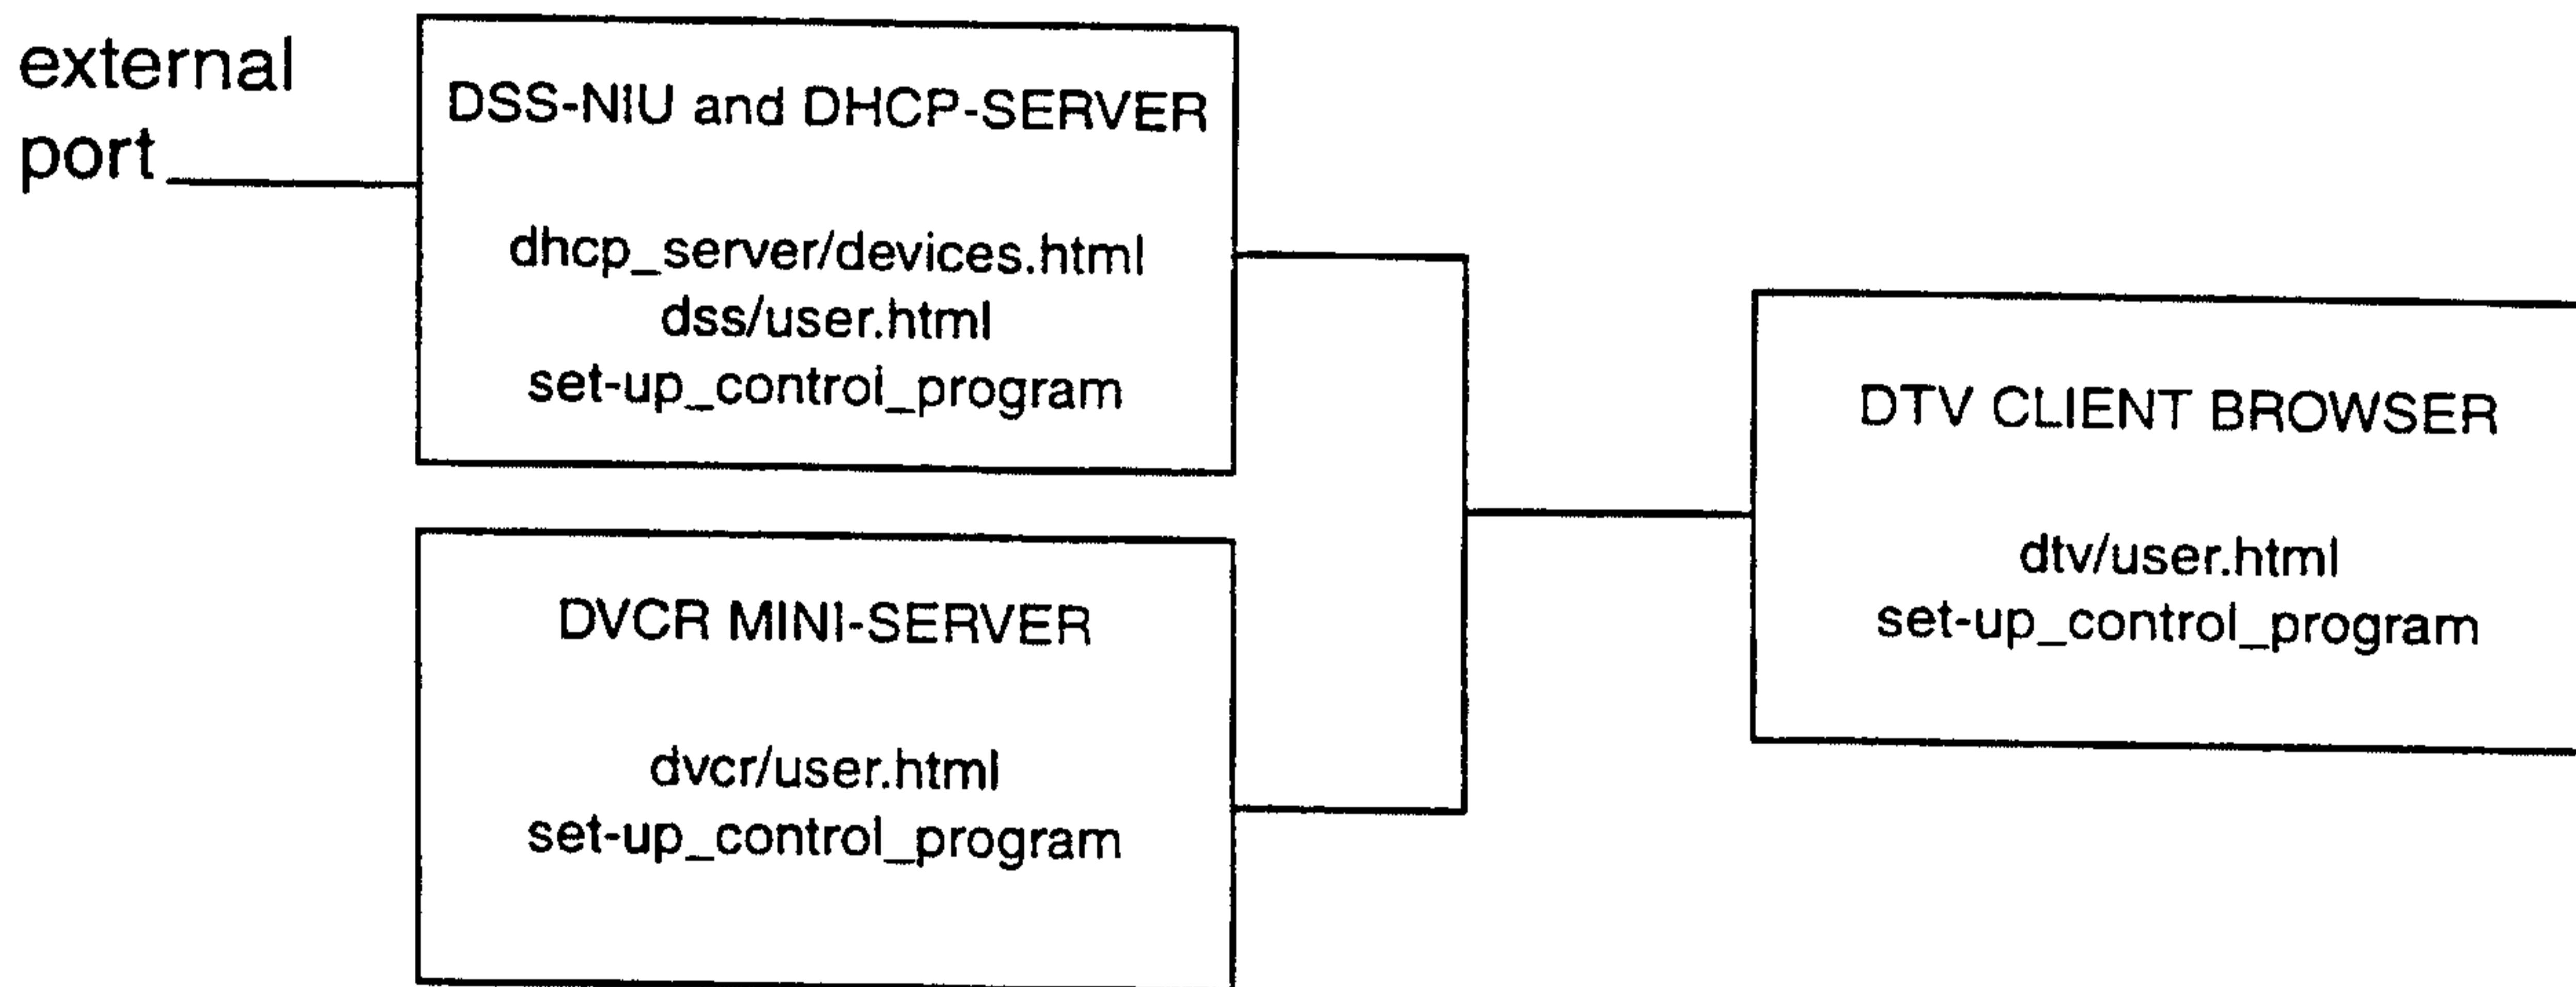 external
port
DSS-NIU and DHCP-SERVER
dhcp_server/devices.html
dss/user.html
set-up_control_program
DVCR MINI-SERVER
dvcr/user.html
set-up_control_program
DTV CLIENT BROWSER
dtv/user.html
set-up_control_program